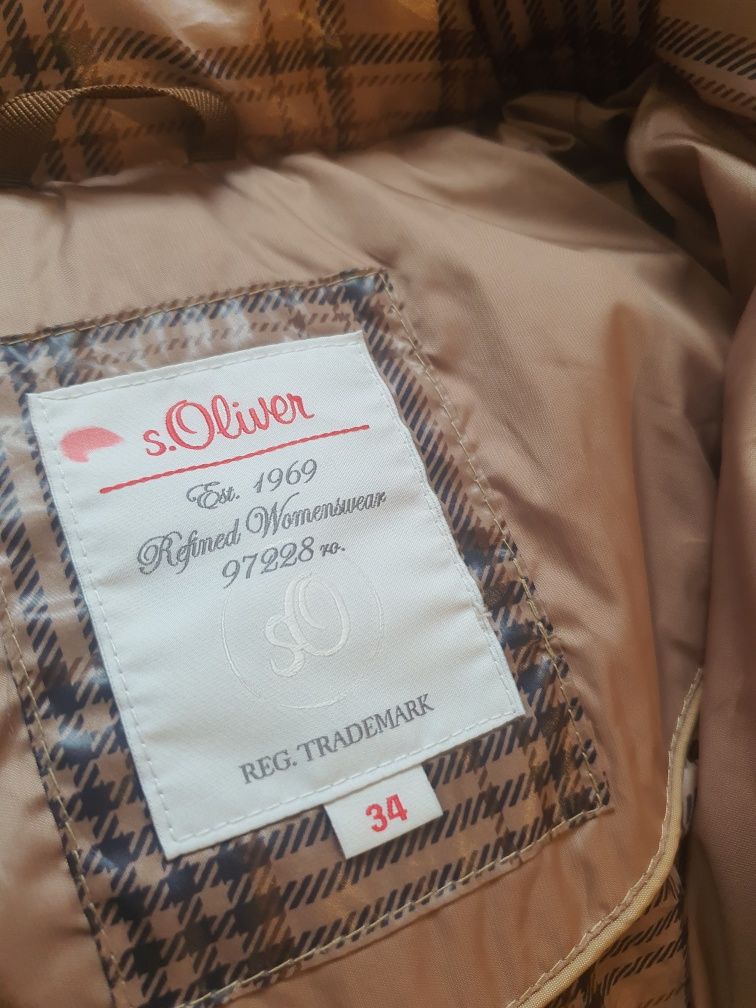 s.Oliver
Est. 1969
Refined Womenswear
97228 ro.
sO
REG. TRADEMARK
34